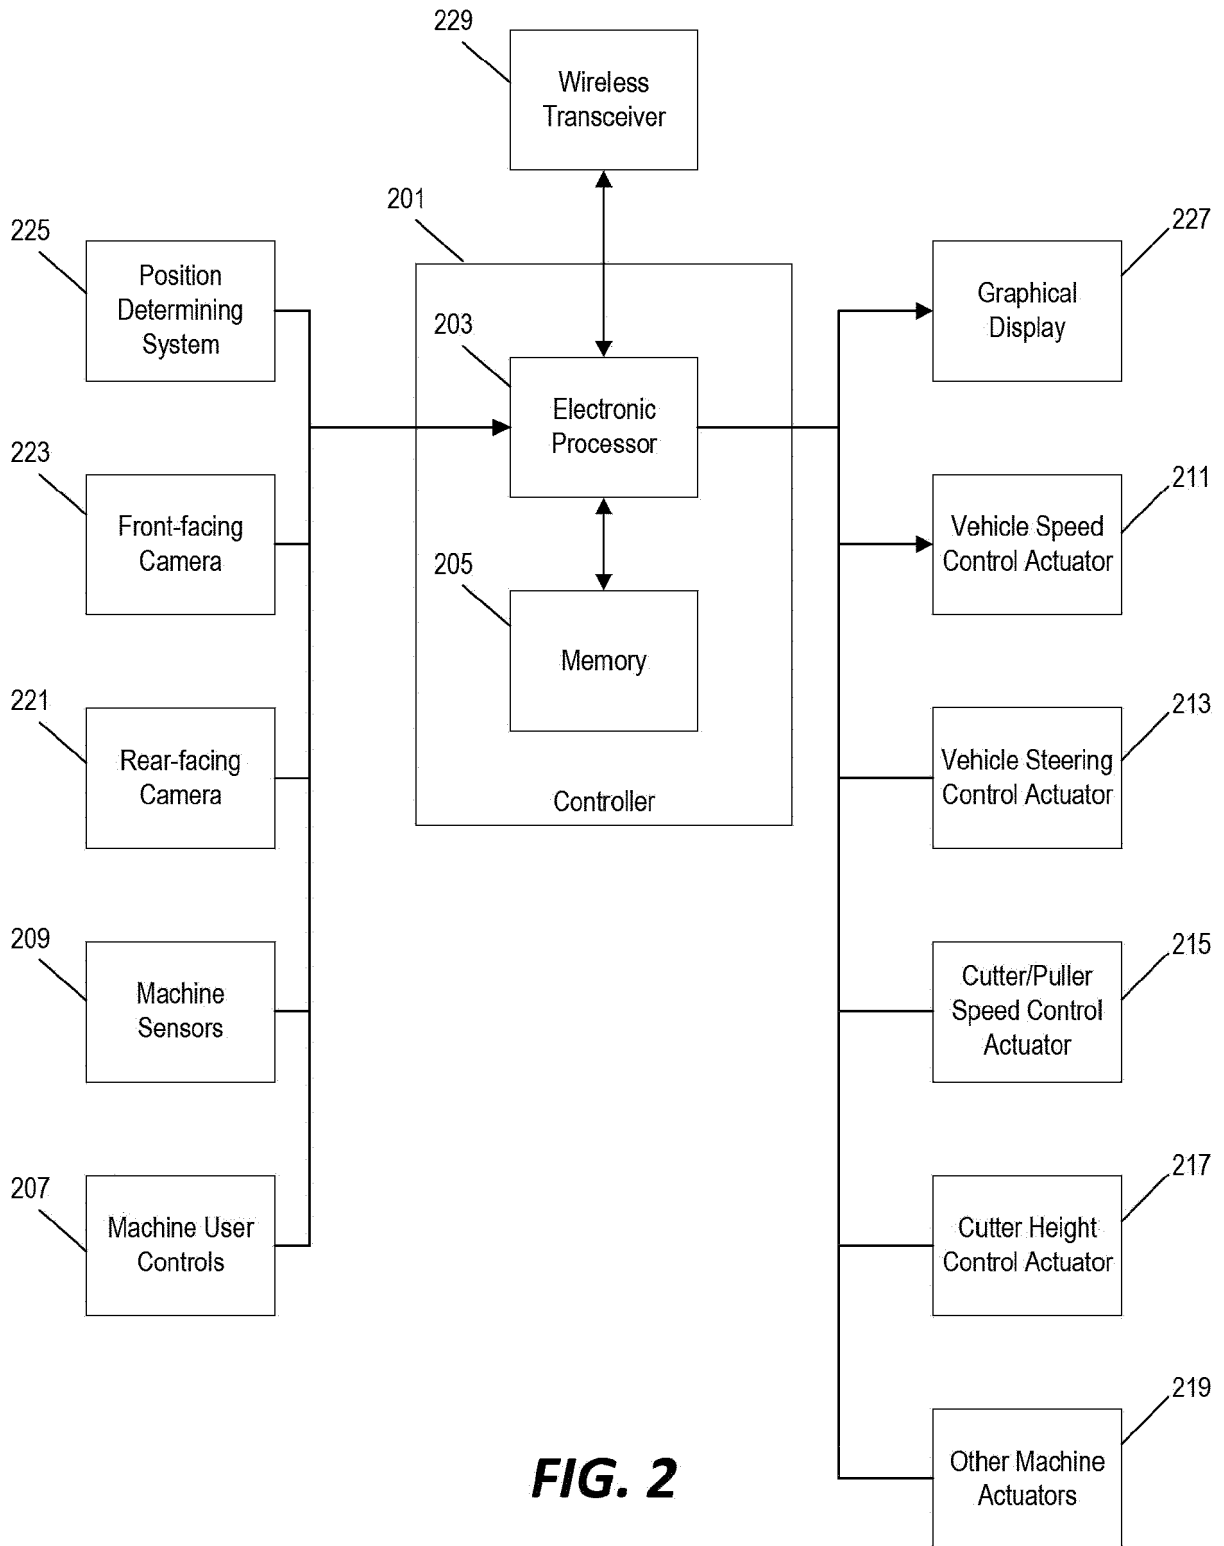 229
Wireless
Transceiver
201
225
Position
Determining
System
227
Graphical
Display
203
Electronic
Processor
223
Front-facing
Camera
211
Vehicle Speed
Control Actuator
205
Memory
221
Rear-facing
Camera
213
Vehicle Steering
Control Actuator
Controller
209
Machine
Sensors
215
Cutter/Puller
Speed Control
Actuator
207
Machine User
Controls
217
Cutter Height
Control Actuator
219
Other Machine
Actuators
FIG. 2